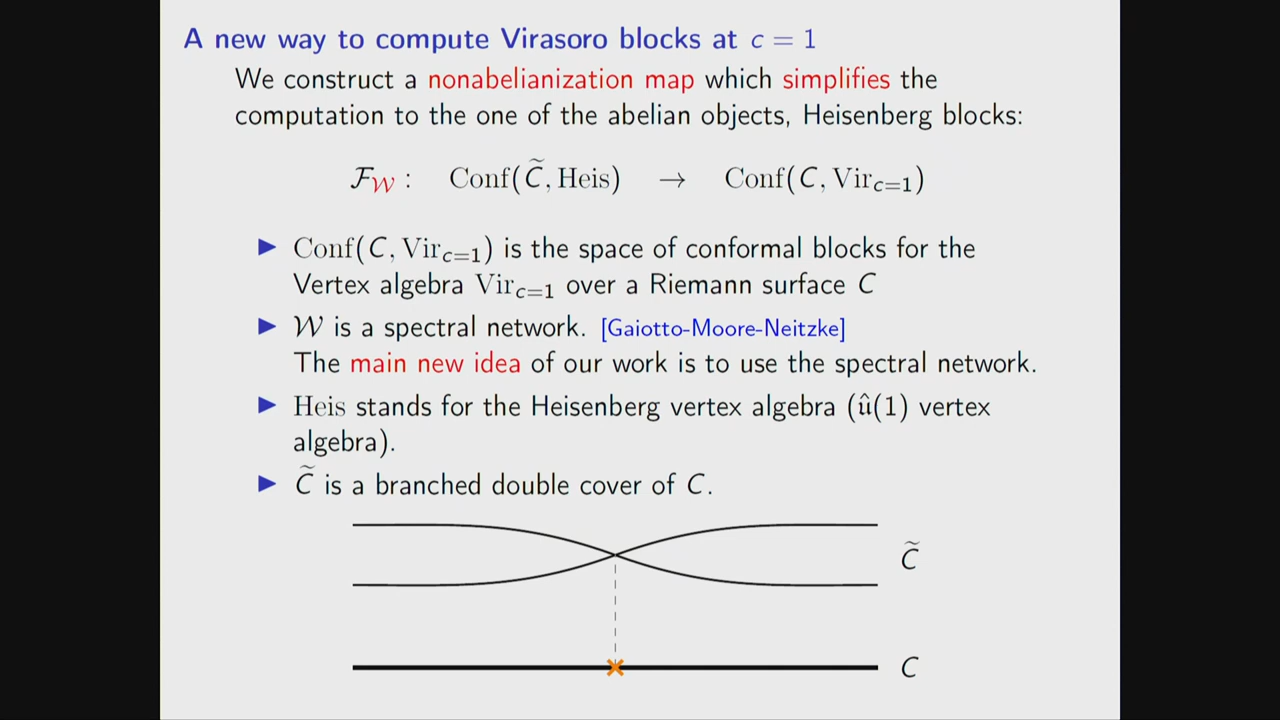 A new way to compute Virasoro blocks at c = 1
We construct a nonabelianization map which simplifies the
computation to the one of the abelian objects, Heisenberg blocks:
ℱ_𝒲 : Conf(C̃, Heis) → Conf(C, Vir_{c=1})
▶ Conf(C, Vir_{c=1}) is the space of conformal blocks for the
Vertex algebra Vir_{c=1} over a Riemann surface C
▶ 𝒲 is a spectral network. [Gaiotto-Moore-Neitzke]
The main new idea of our work is to use the spectral network.
▶ Heis stands for the Heisenberg vertex algebra (û(1) vertex
algebra).
▶ C̃ is a branched double cover of C.
C̃
C